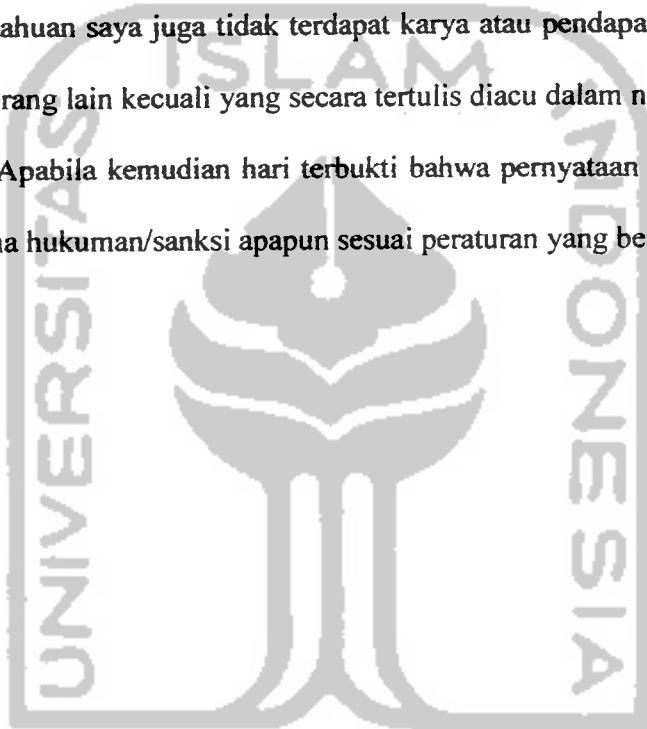 ahuan saya juga tidak terdapat karya atau pendapa
rang lain kecuali yang secara tertulis diacu dalam n
Apabila kemudian hari terbukti bahwa pernyataan
a hukuman/sanksi apapun sesuai peraturan yang be
UNIVERSITAS
ISLAM
INDONESIA